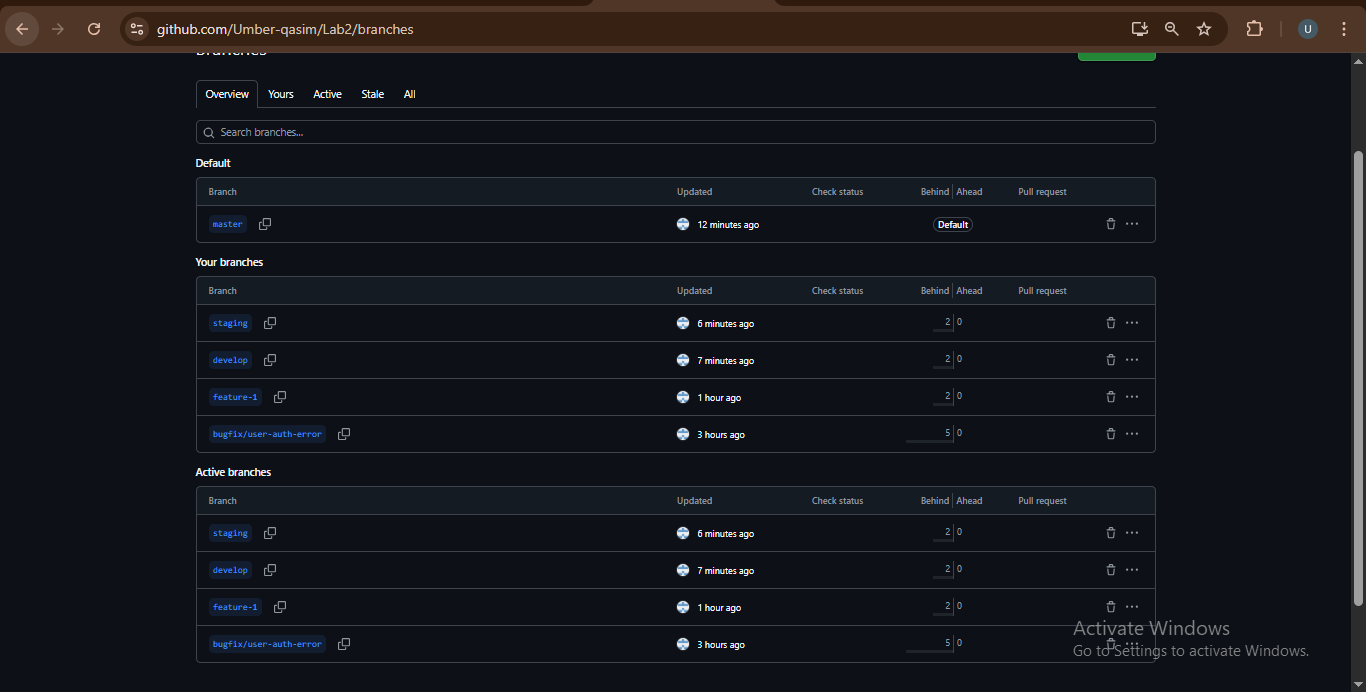 github.com/Umber-qasim/Lab2/branches
U
Branches
Overview Yours Active Stale All
Search branches...
Default
Branch Updated Check status Behind Ahead Pull request
master 12 minutes ago Default
Your branches
Branch Updated Check status Behind Ahead Pull request
staging 6 minutes ago 2 0
develop 7 minutes ago 2 0
feature-1 1 hour ago 2 0
bugfix/user-auth-error 3 hours ago 5 0
Active branches
Branch Updated Check status Behind Ahead Pull request
staging 6 minutes ago 2 0
develop 7 minutes ago 2 0
feature-1 1 hour ago 2 0
bugfix/user-auth-error 3 hours ago 5 0
Activate Windows
Go to Settings to activate Windows.